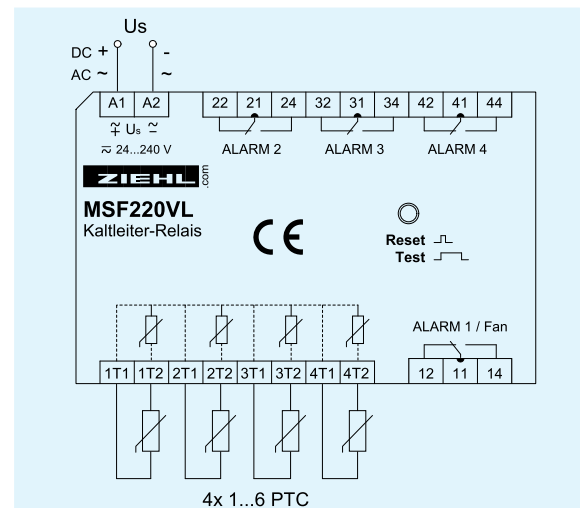 Us
DC + -
AC ~ ~
A1 A2 22 21 24 32 31 34 42 41 44
≂ + Us ≃ -
≂ 24...240 V
ALARM 2 ALARM 3 ALARM 4
ZIEHL.com
MSF220VL
Kaltleiter-Relais
CE
Reset
Test
ALARM 1 / Fan
1T1 1T2 2T1 2T2 3T1 3T2 4T1 4T2 12 11 14
4x 1...6 PTC